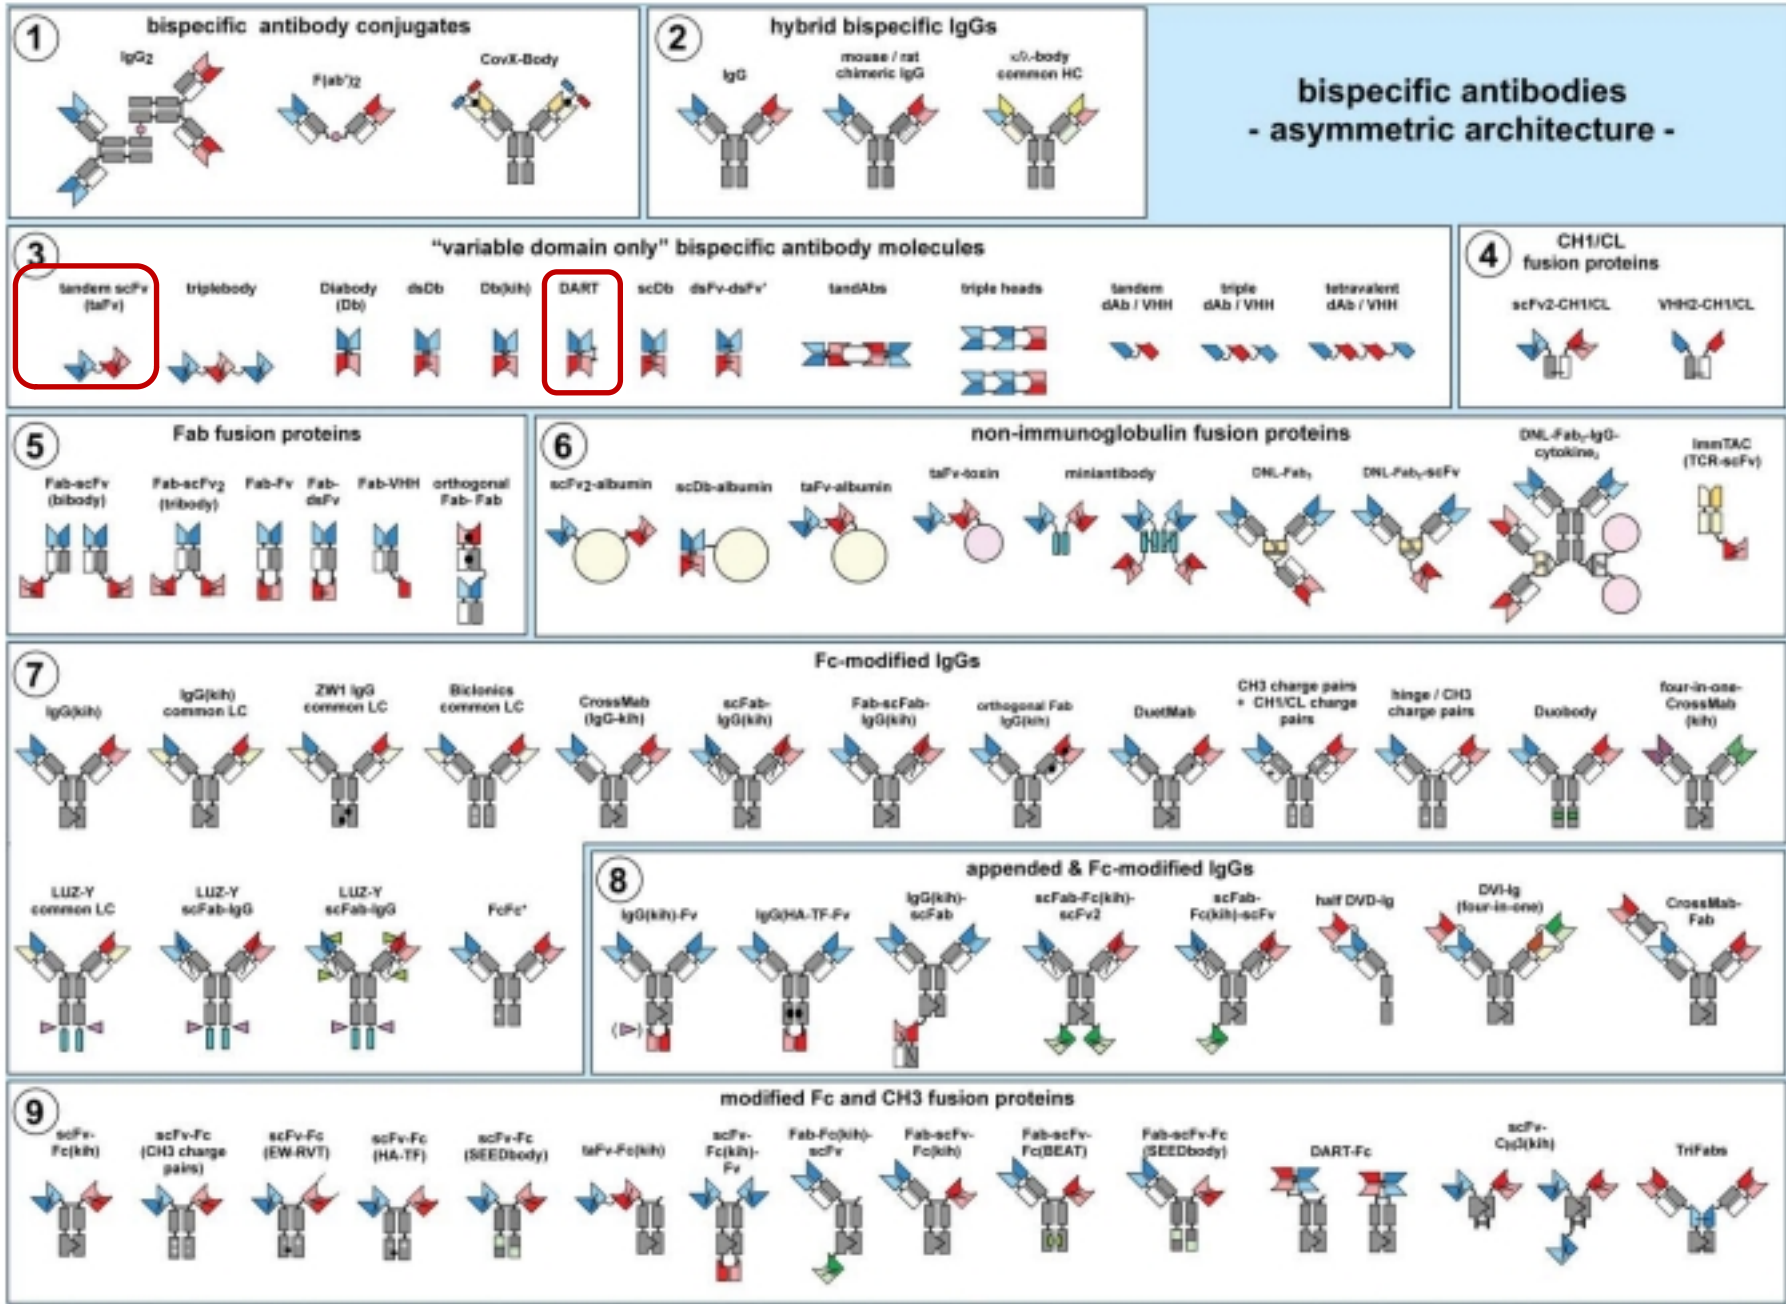 1
bispecific antibody conjugates
IgG2
F(ab')2
CovX-Body
2
hybrid bispecific IgGs
IgG
mouse / rat
chimeric IgG
κ/λ-body
common HC
bispecific antibodies
- asymmetric architecture -
3
"variable domain only" bispecific antibody molecules
tandem scFv
(taFv)
triplebody
Diabody
(Db)
dsDb
Db(kih)
DART
scDb
dsFv-dsFv'
tandAbs
triple heads
tandem
dAb / VHH
triple
dAb / VHH
tetravalent
dAb / VHH
4
CH1/CL
fusion proteins
scFv2-CH1/CL
VHH2-CH1/CL
5
Fab fusion proteins
Fab-scFv
(bibody)
Fab-scFv2
(tribody)
Fab-Fv
Fab-
dsFv
Fab-VHH
orthogonal
Fab- Fab
6
non-immunoglobulin fusion proteins
scFv2-albumin
scDb-albumin
taFv-albumin
taFv-toxin
miniantibody
DNL-Fab3
DNL-Fab2-scFv
DNL-Fab2-IgG-
cytokine2
ImmTAC
(TCR-scFv)
7
Fc-modified IgGs
IgG(kih)
IgG(kih)
common LC
ZW1 IgG
common LC
Biclonics
common LC
CrossMab
(IgG-kih)
scFab-
IgG(kih)
Fab-scFab-
IgG(kih)
orthogonal Fab
IgG(kih)
DuetMab
CH3 charge pairs
+ CH1/CL charge
pairs
hinge / CH3
charge pairs
Duobody
four-in-one-
CrossMab
(kih)
LUZ-Y
common LC
LUZ-Y
scFab-IgG
LUZ-Y
scFab-IgG
FcFc*
8
appended & Fc-modified IgGs
IgG(kih)-Fv
IgG(HA-TF-Fv
IgG(kih)-
scFab
scFab-Fc(kih)-
scFv2
scFab-
Fc(kih)-scFv
half DVD-Ig
DVI-Ig
(four-in-one)
CrossMab-
Fab
9
modified Fc and CH3 fusion proteins
scFv-
Fc(kih)
scFv-Fc
(CH3 charge
pairs)
scFv-Fc
(EW-RVT)
scFv-Fc
(HA-TF)
scFv-Fc
(SEEDbody)
taFv-Fc(kih)
scFv-
Fc(kih)-
Fv
Fab-Fc(kih)-
scFv
Fab-scFv-
Fc(kih)
Fab-scFv-
Fc(BEAT)
Fab-scFv-Fc
(SEEDbody)
DART-Fc
scFv-
CH3(kih)
TriFabs